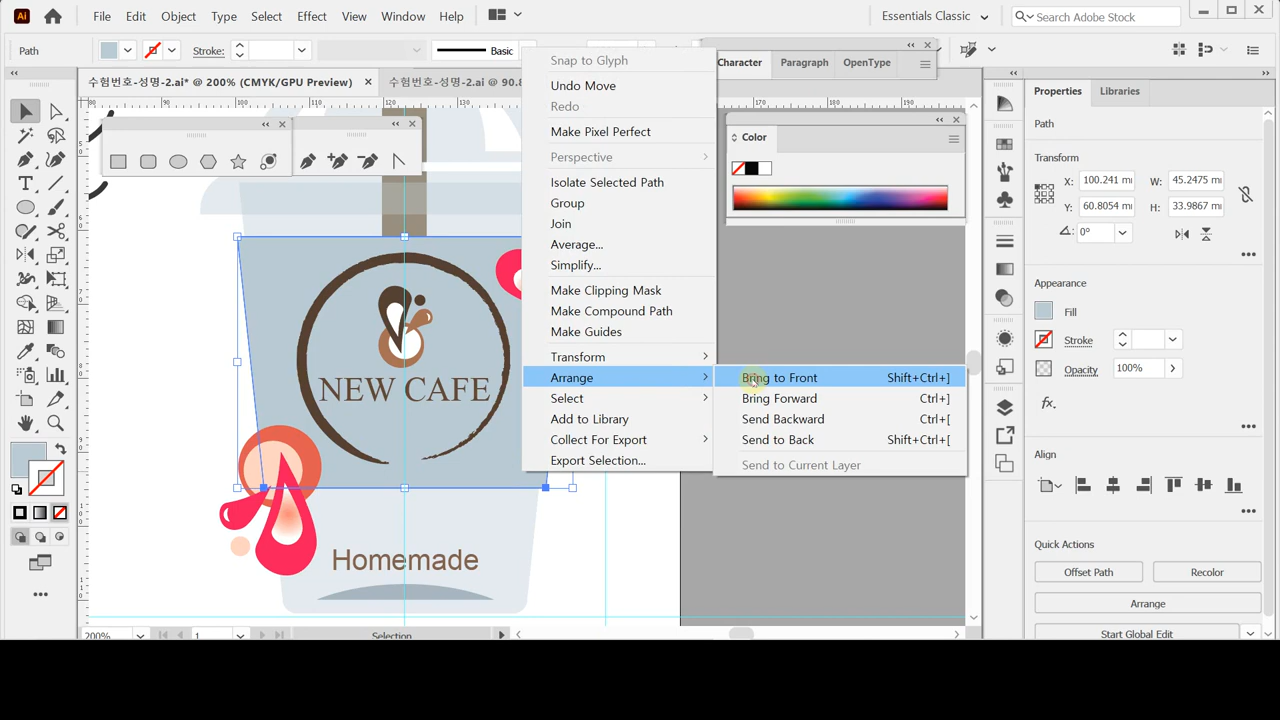 File Edit Object Type Select Effect View Window Help
Essentials Classic
Search Adobe Stock
Path
Stroke:
Basic
수험번호-성명-2.ai* @ 200% (CMYK/GPU Preview)
수험번호-성명-2.ai @ 90.8
Snap to Glyph
Undo Move
Redo
Make Pixel Perfect
Perspective
Isolate Selected Path
Group
Join
Average...
Simplify...
Make Clipping Mask
Make Compound Path
Make Guides
Transform
Arrange
Select
Add to Library
Collect For Export
Export Selection...
Bring to Front Shift+Ctrl+]
Bring Forward Ctrl+]
Send Backward Ctrl+[
Send to Back Shift+Ctrl+[
Send to Current Layer
Character Paragraph OpenType
Color
NEW CAFE
Homemade
200%
1
Selection
Properties Libraries
Path
Transform
X: 100.241 mm W: 45.2475 mm
Y: 60.8054 mm H: 33.9867 mm
0°
Appearance
Fill
Stroke
Opacity 100%
fx.
Align
Quick Actions
Offset Path Recolor
Arrange
Start Global Edit